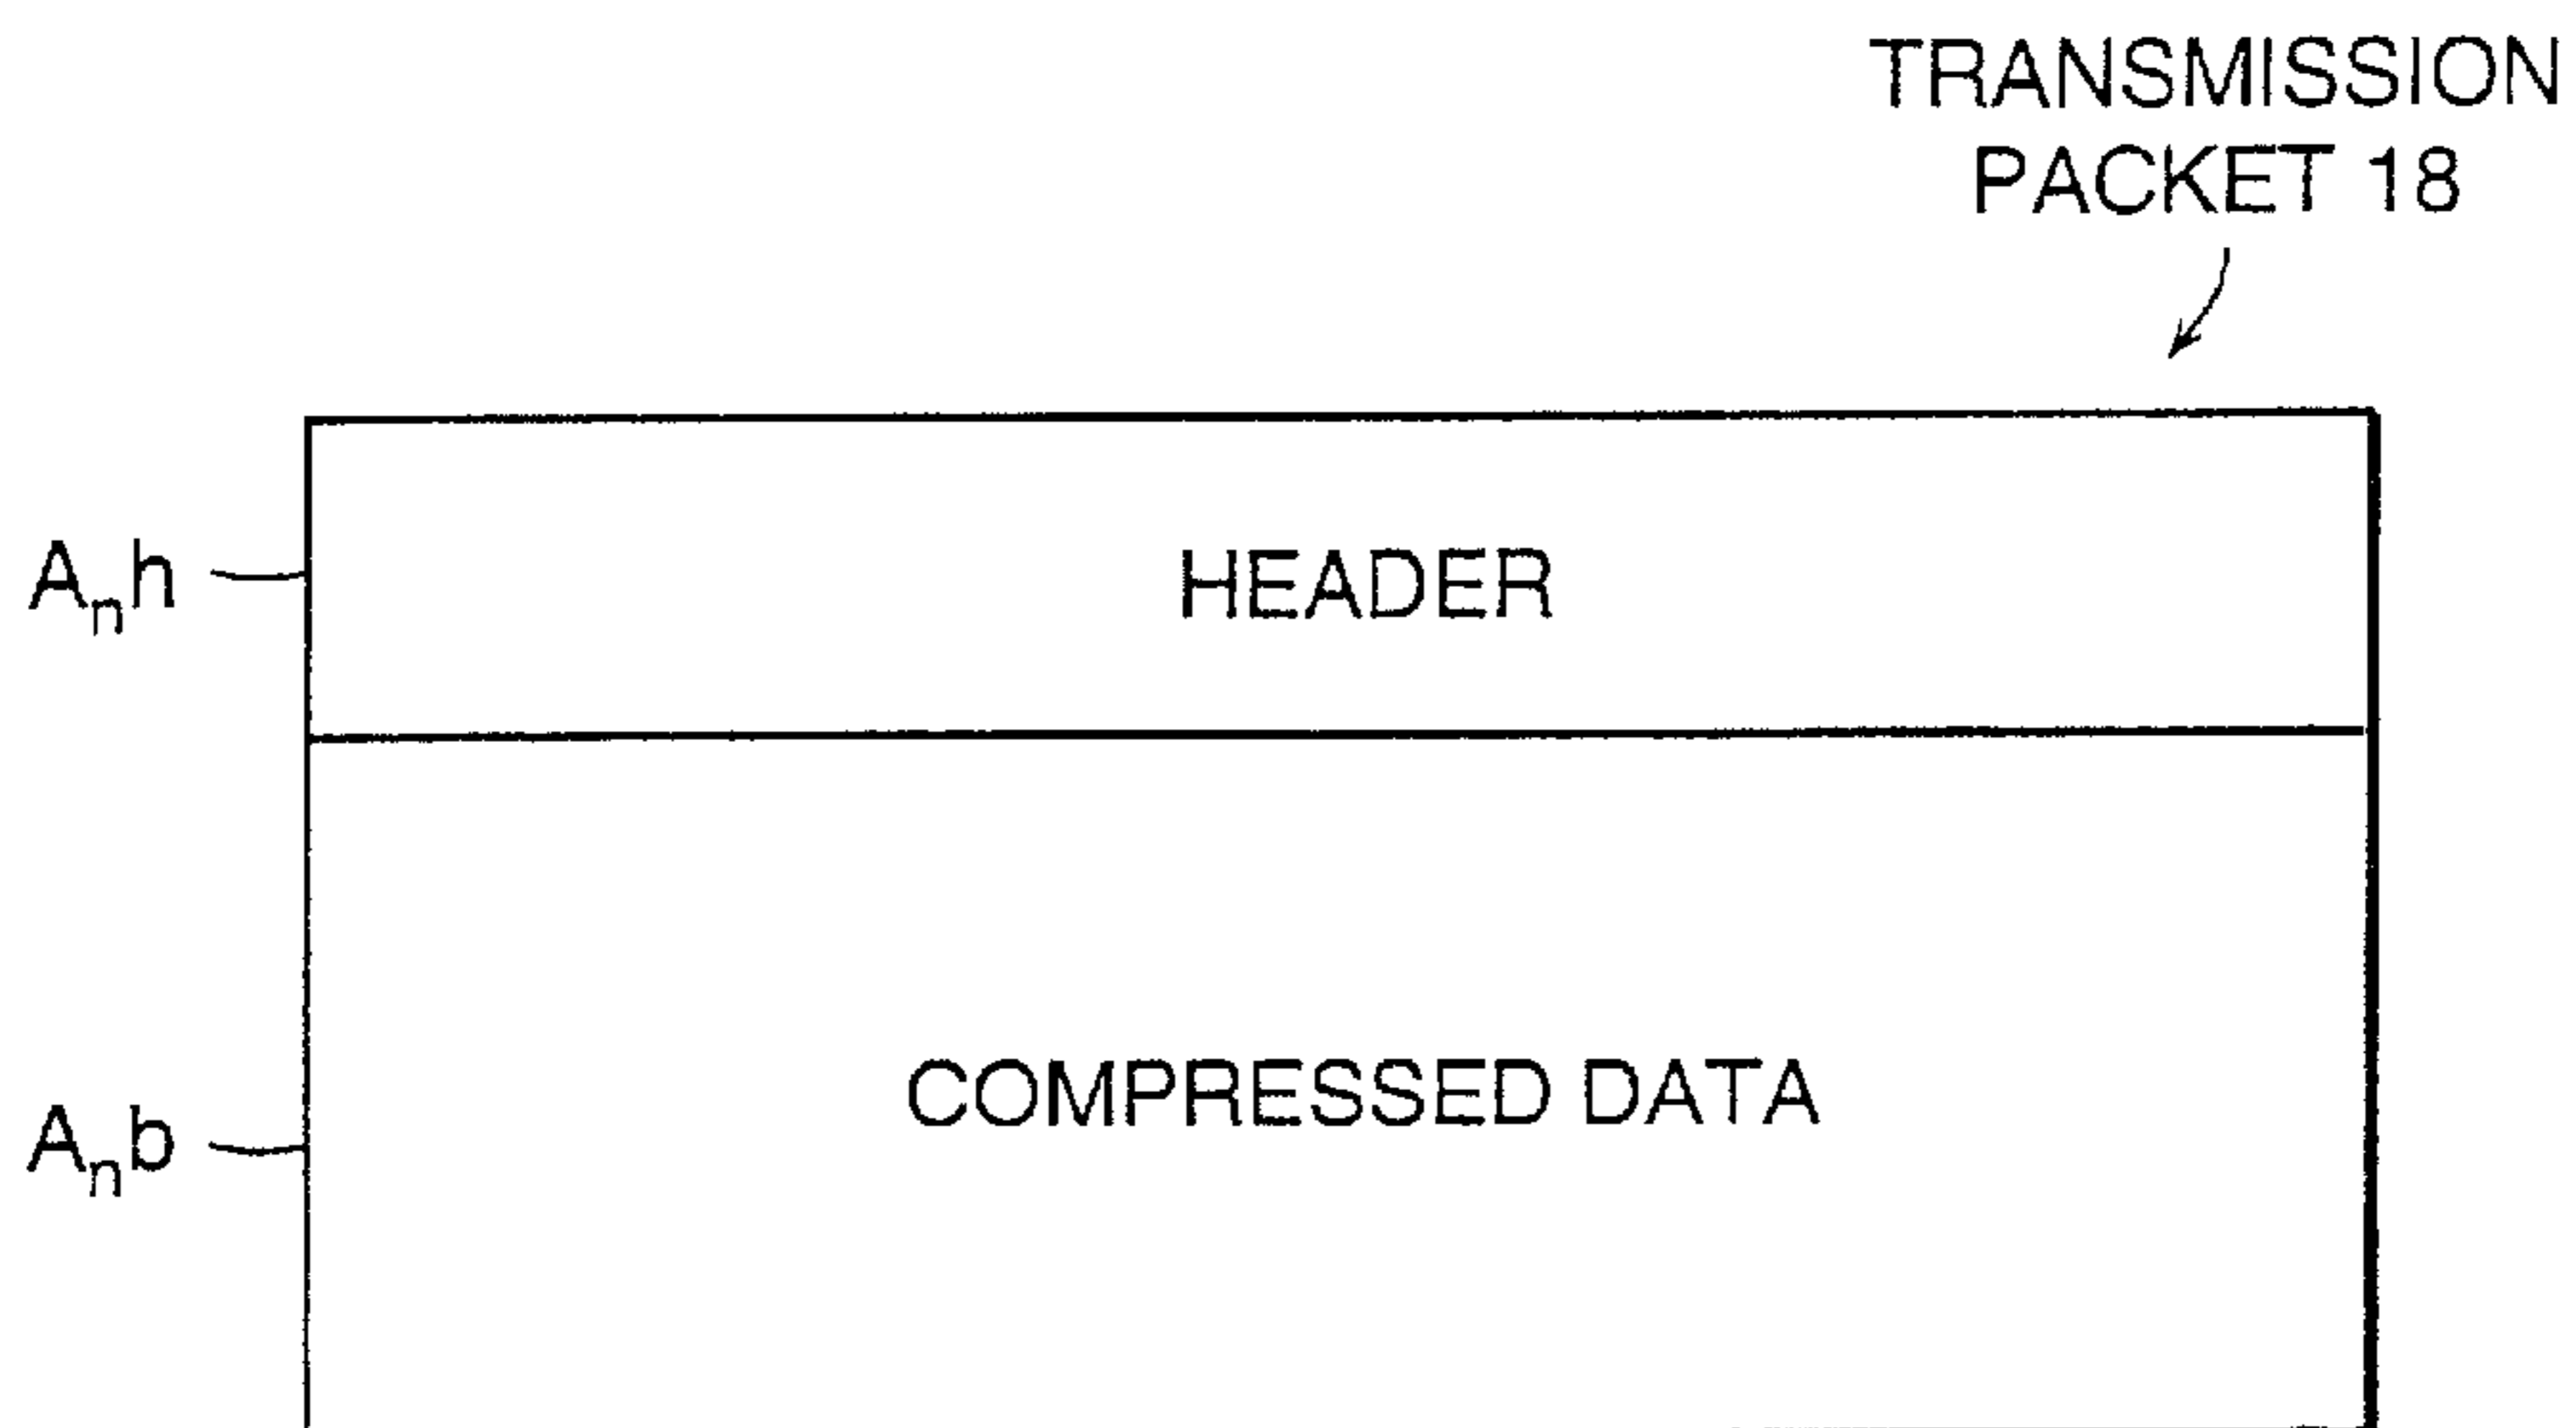 TRANSMISSION
PACKET 18
Aₙh
HEADER
COMPRESSED DATA
Aₙb